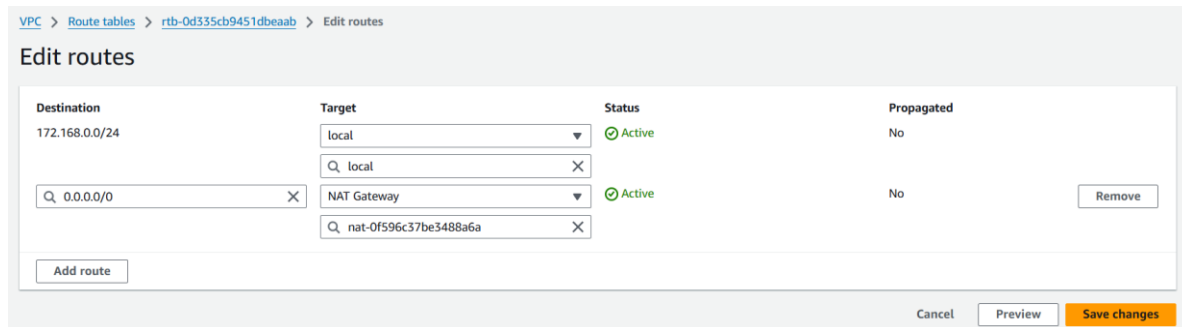 VPC > Route tables > rtb-0d335cb9451dbeaab > Edit routes
Edit routes
Destination Target Status Propagated
172.168.0.0/24 local Active No
local
0.0.0.0/0 NAT Gateway Active No Remove
nat-0f596c37be3488a6a
Add route
Cancel Preview Save changes